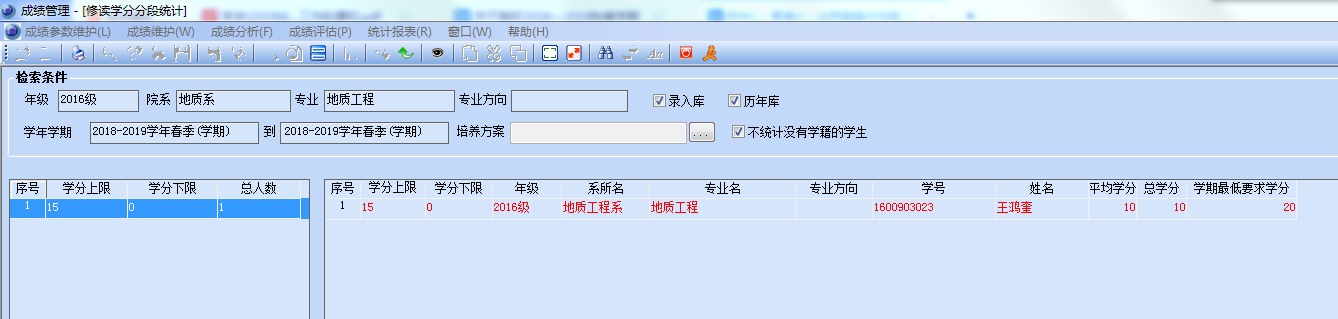 成绩管理 - [修读学分分段统计]
成绩参数维护(L) 成绩维护(W) 成绩分析(F) 成绩评估(P) 统计报表(R) 窗口(W) 帮助(H)
检索条件
年级 2016级 院系 地质系 专业 地质工程 专业方向 录入库 历年库
学年学期 2018-2019学年春季(学期) 到 2018-2019学年春季(学期) 培养方案 ... 不统计没有学籍的学生
序号 学分上限 学分下限 总人数
1 15 0 1
序号 学分上限 学分下限 年级 系所名 专业名 专业方向 学号 姓名 平均学分 总学分 学期最低要求学分
1 15 0 2016级 地质工程系 地质工程 1600903023 王鸿奎 10 10 20